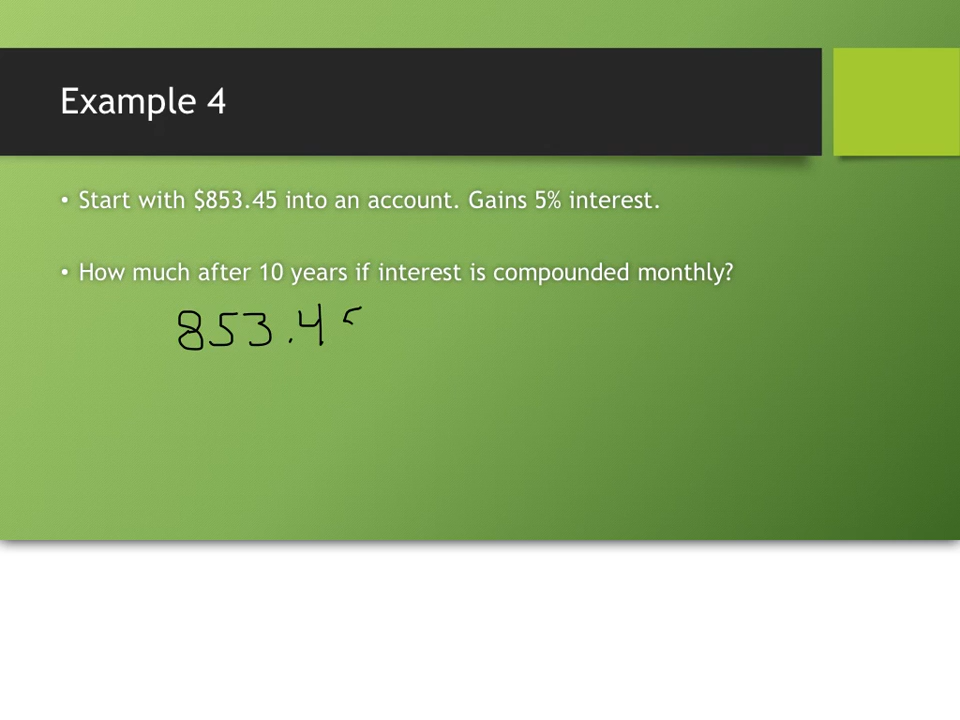 Example 4
• Start with $853.45 into an account. Gains 5% interest.
• How much after 10 years if interest is compounded monthly?
853.45